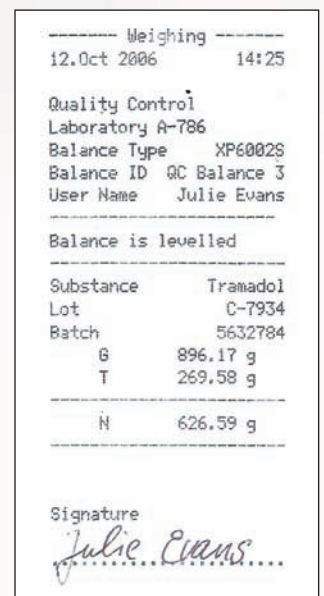 ------- Weighing -------
12.Oct 2006 14:25
Quality Control
Laboratory A-786
Balance Type XP6002S
Balance ID QC Balance 3
User Name Julie Evans
Balance is levelled
Substance Tramadol
Lot C-7934
Batch 5632784
G 896.17 g
T 269.58 g
N 626.59 g
Signature
Julie Evans